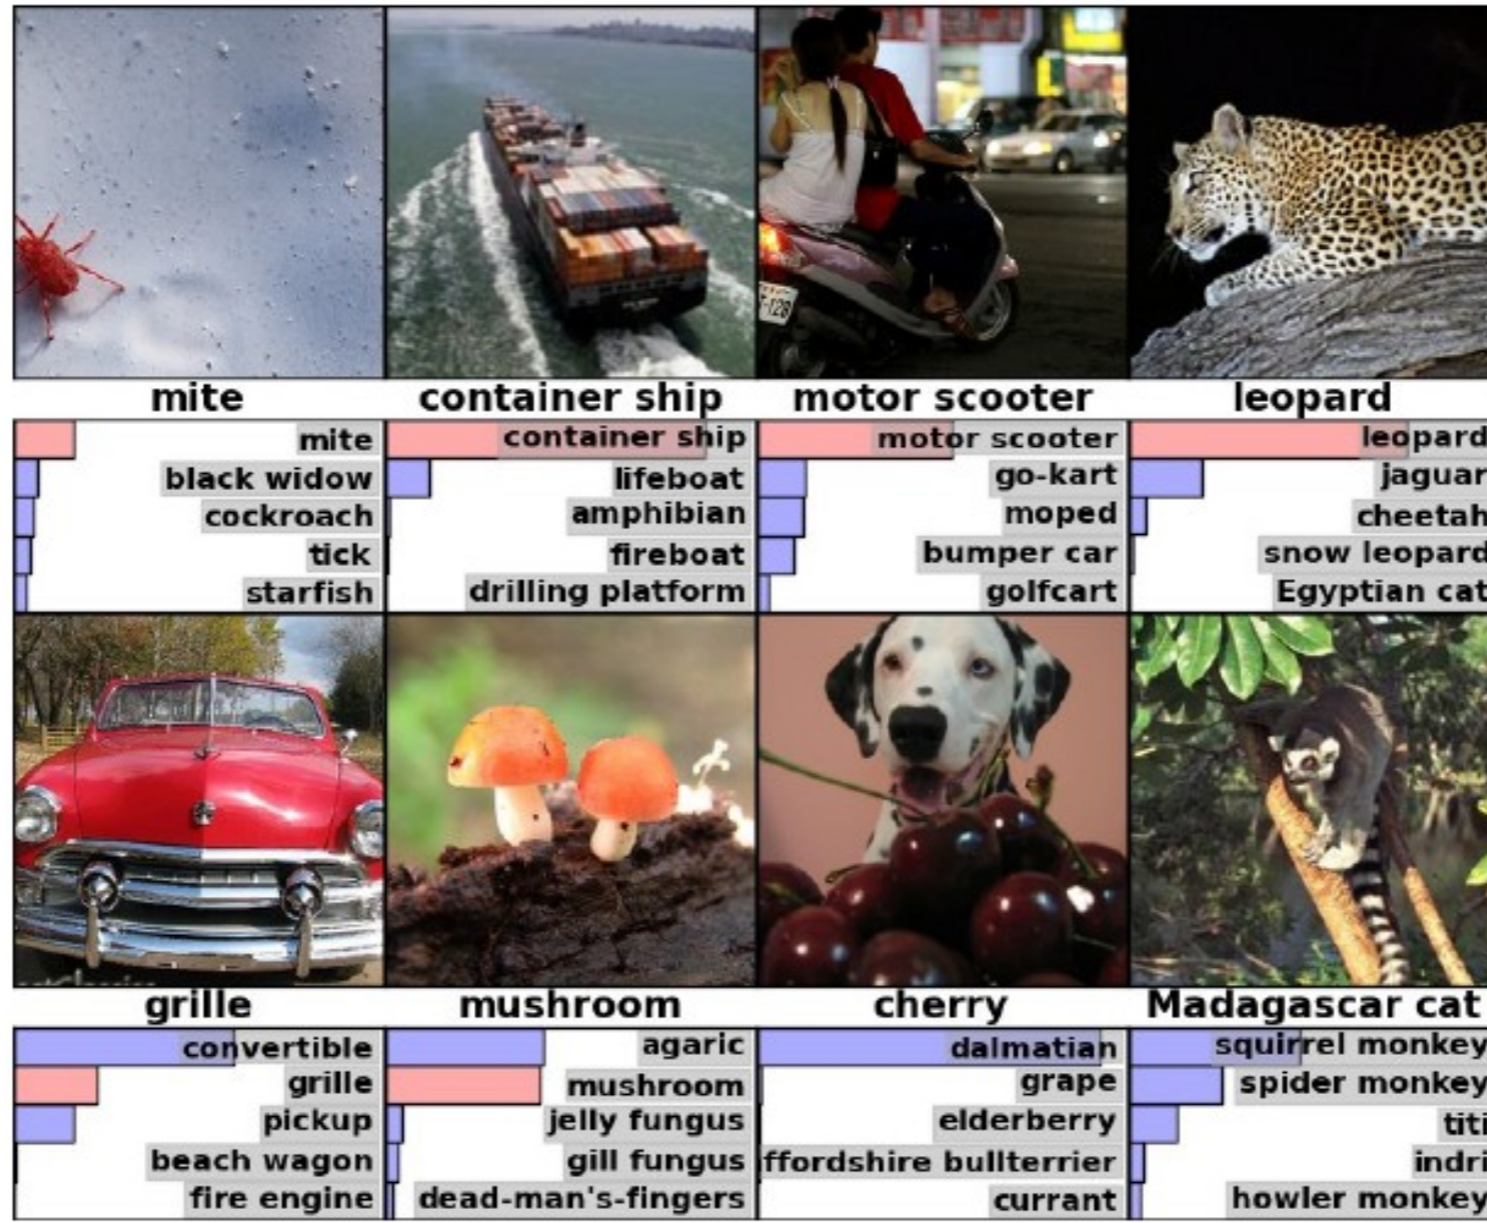 T-128
mite
container ship
motor scooter
leopard
mite
black widow
cockroach
tick
starfish
container ship
lifeboat
amphibian
fireboat
drilling platform
motor scooter
go-kart
moped
bumper car
golfcart
leopard
jaguar
cheetah
snow leopard
Egyptian cat
grille
mushroom
cherry
Madagascar cat
convertible
grille
pickup
beach wagon
fire engine
agaric
mushroom
jelly fungus
gill fungus
dead-man's-fingers
dalmatian
grape
elderberry
ffordshire bullterrier
currant
squirrel monkey
spider monkey
titi
indri
howler monkey